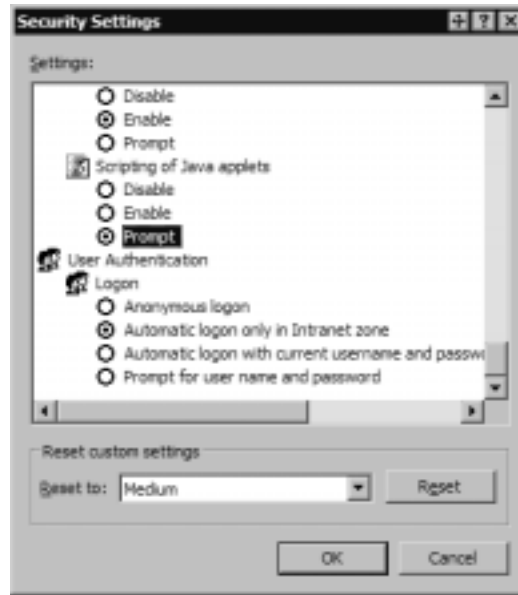 Security Settings
Settings:
Disable
Enable
Prompt
Scripting of Java applets
Disable
Enable
Prompt
User Authentication
Logon
Anonymous logon
Automatic logon only in Intranet zone
Automatic logon with current username and passw
Prompt for user name and password
Reset custom settings
Reset to: Medium Reset
OK Cancel